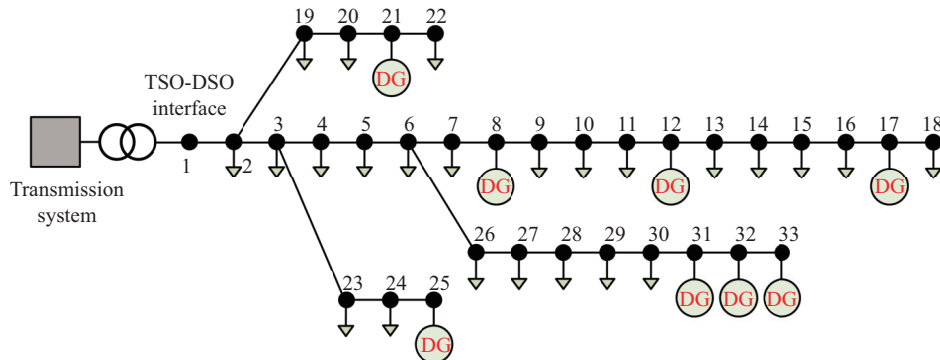 19 20 21 22
DG
TSO-DSO
interface
3 4 5 6 7 8 9 10 11 12 13 14 15 16 17 18
1 2
DG DG DG
Transmission
system
26 27 28 29 30 31 32 33
DG DG DG
23 24 25
DG